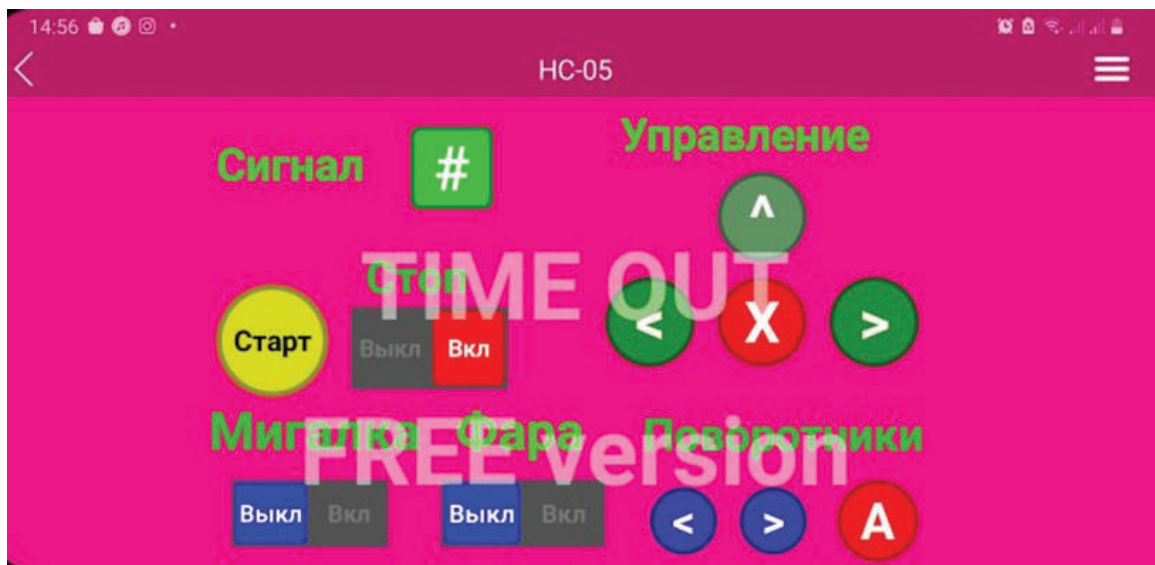 14:56
HC-05
Сигнал #
Управление
^
Стоп
TIME OUT
Старт
Выкл Вкл
< X >
Мигалка Фара Поворотники
FREE version
Выкл Вкл Выкл Вкл
< > A